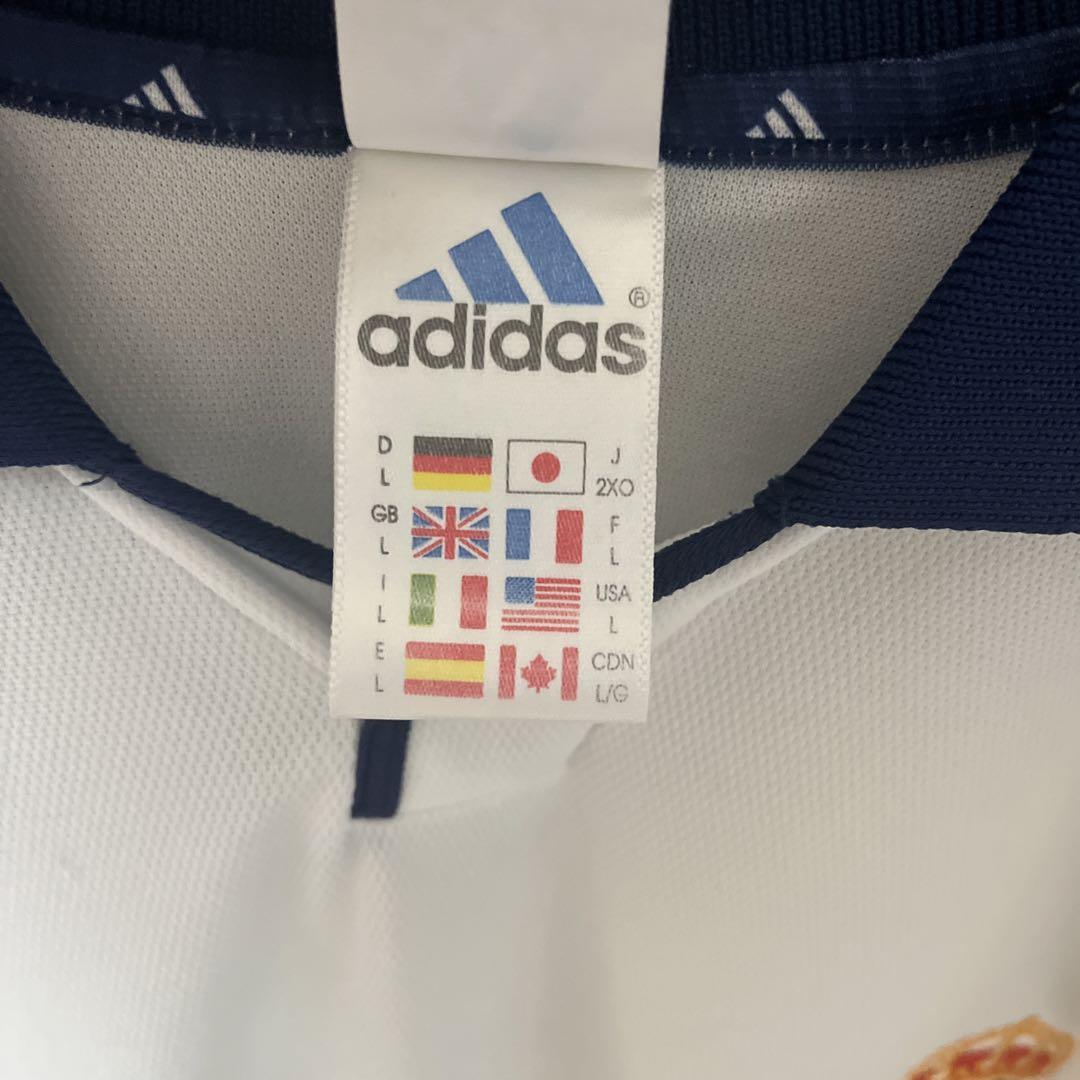 adidas®
D J
L 2XO
GB F
L L
I USA
L L
E CDN
L L/G